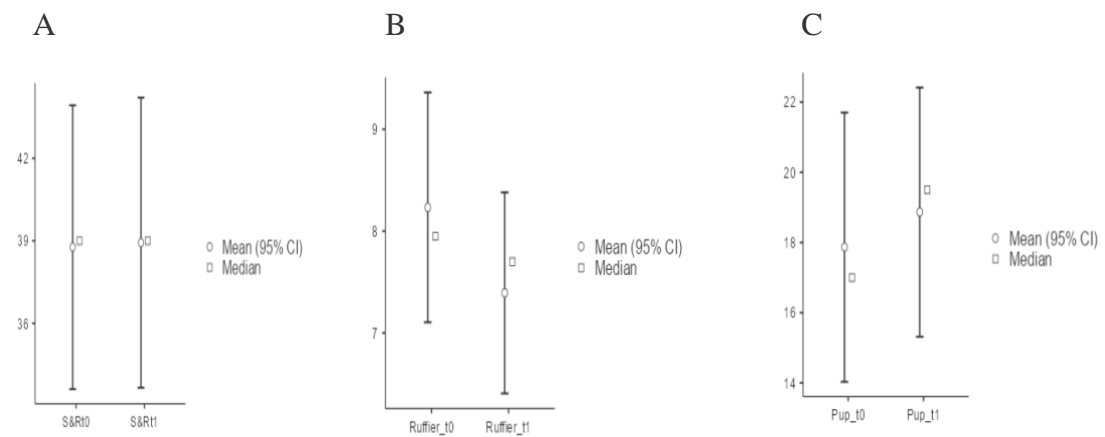 A
42
39
36
S&Rt0 S&Rt1
Mean (95% CI)
Median
B
9
8
7
Ruffier_t0 Ruffier_t1
Mean (95% CI)
Median
C
22
20
18
16
14
Pup_t0 Pup_t1
Mean (95% CI)
Median